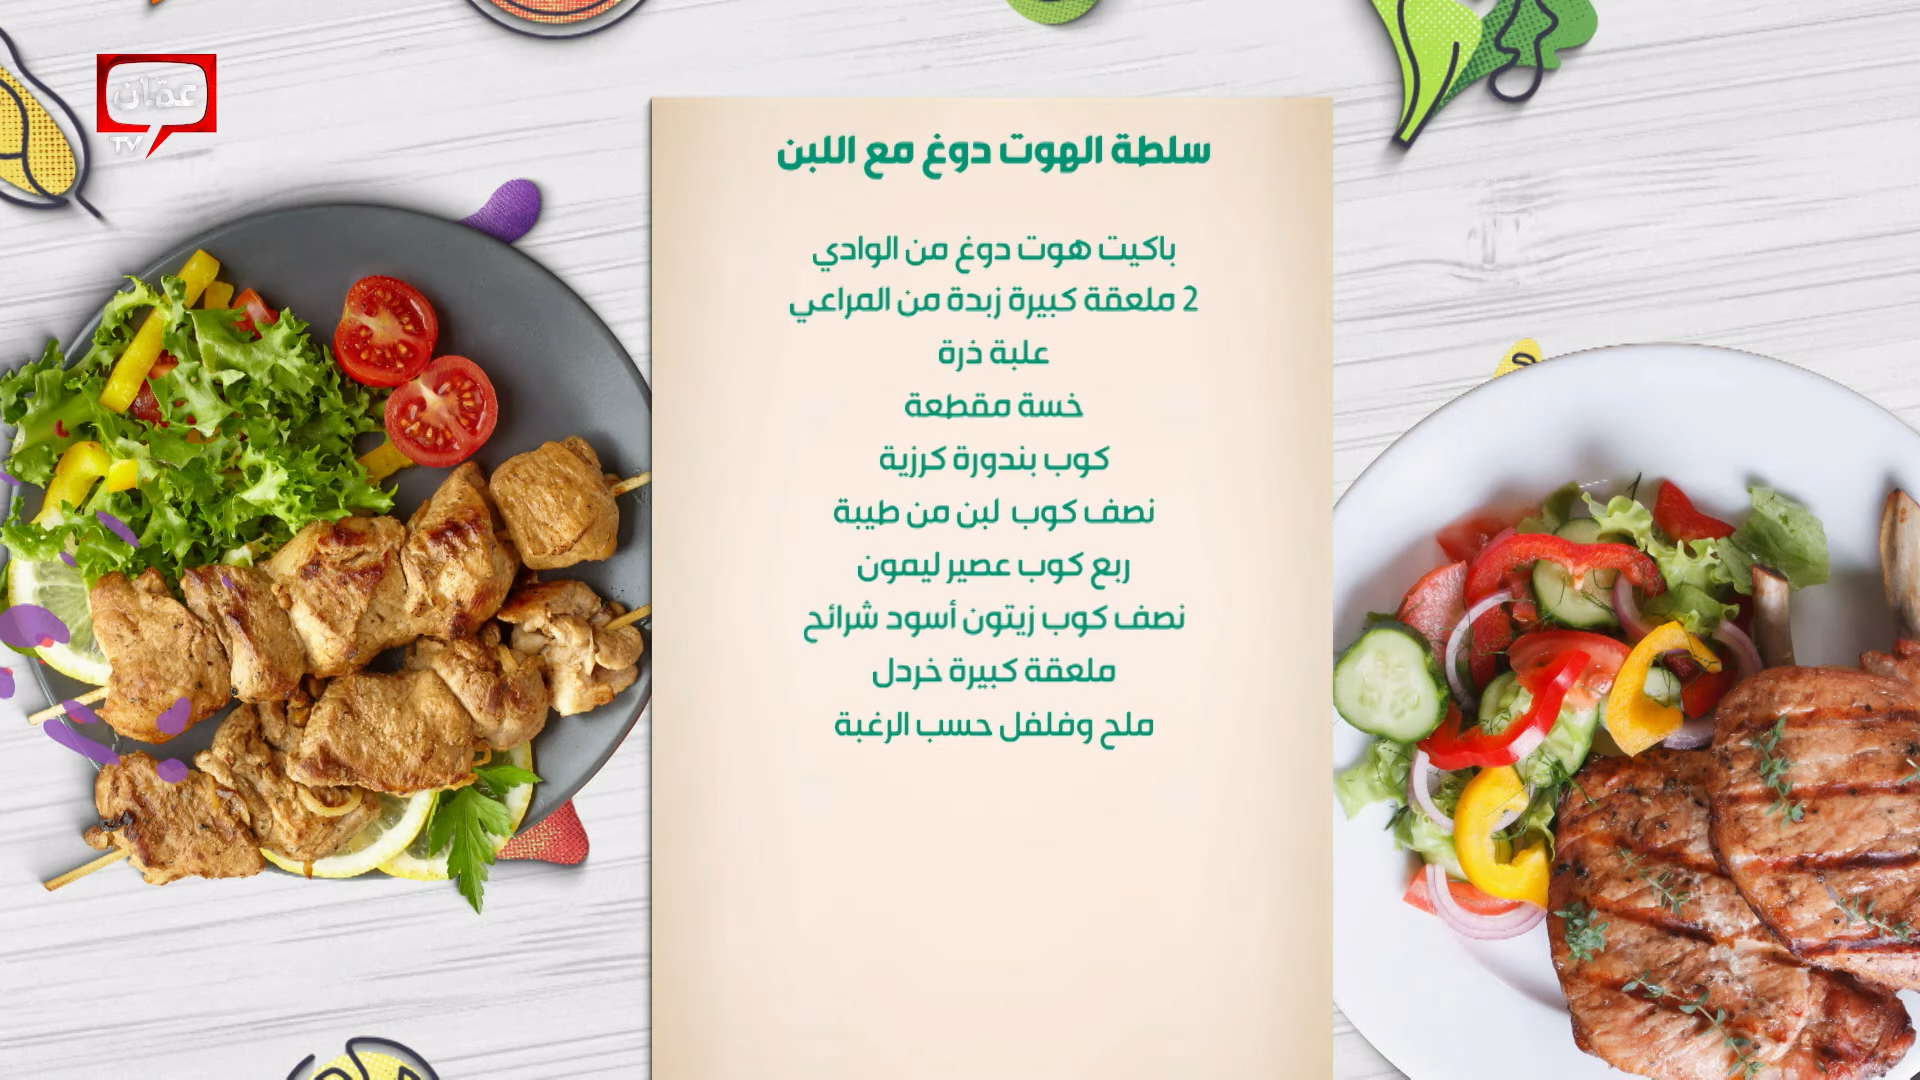 عمّان
TV
سلطة الهوت دوغ مع اللبن
باكيت هوت دوغ من الوادي
2 ملعقة كبيرة زبدة من المراعي
علبة ذرة
خسة مقطعة
كوب بندورة كرزية
نصف كوب لبن من طيبة
ربع كوب عصير ليمون
نصف كوب زيتون أسود شرائح
ملعقة كبيرة خردل
ملح وفلفل حسب الرغبة